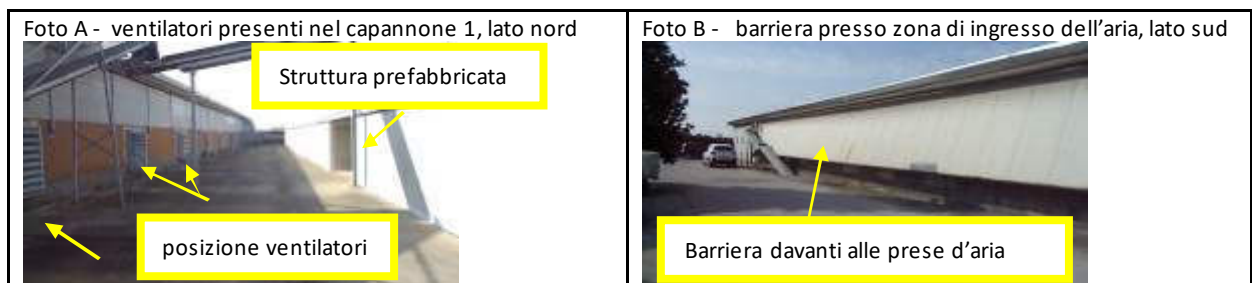 Foto A - ventilatori presenti nel capannone 1, lato nord
Struttura prefabbricata
posizione ventilatori
Foto B - barriera presso zona di ingresso dell’aria, lato sud
Barriera davanti alle prese d’aria